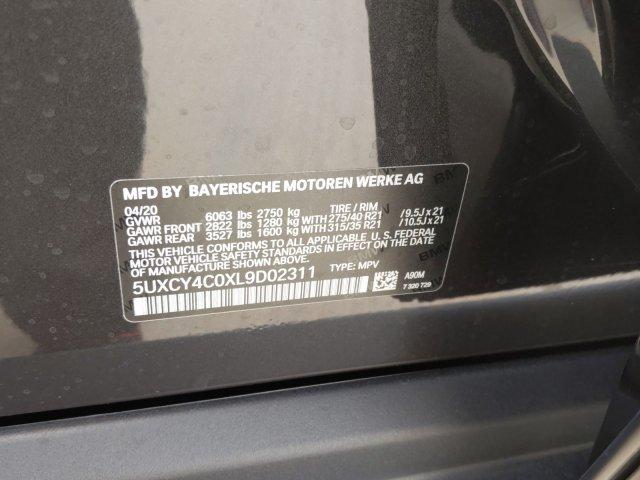 MFD BY BAYERISCHE MOTOREN WERKE AG
04/20 TIRE / RIM
GVWR 6063 lbs 2750 kg
GAWR FRONT 2822 lbs 1280 kg WITH 275/40 R21 / 9.5J x 21
GAWR REAR 3527 lbs 1600 kg WITH 315/35 R21 / 10.5J x 21
THIS VEHICLE CONFORMS TO ALL APPLICABLE U. S. FEDERAL
MOTOR VEHICLE SAFETY STANDARDS IN EFFECT ON THE
DATE OF MANUFACTURE SHOWN ABOVE.
5UXCY4C0XL9D02311 TYPE: MPV
A90M
7 320 729